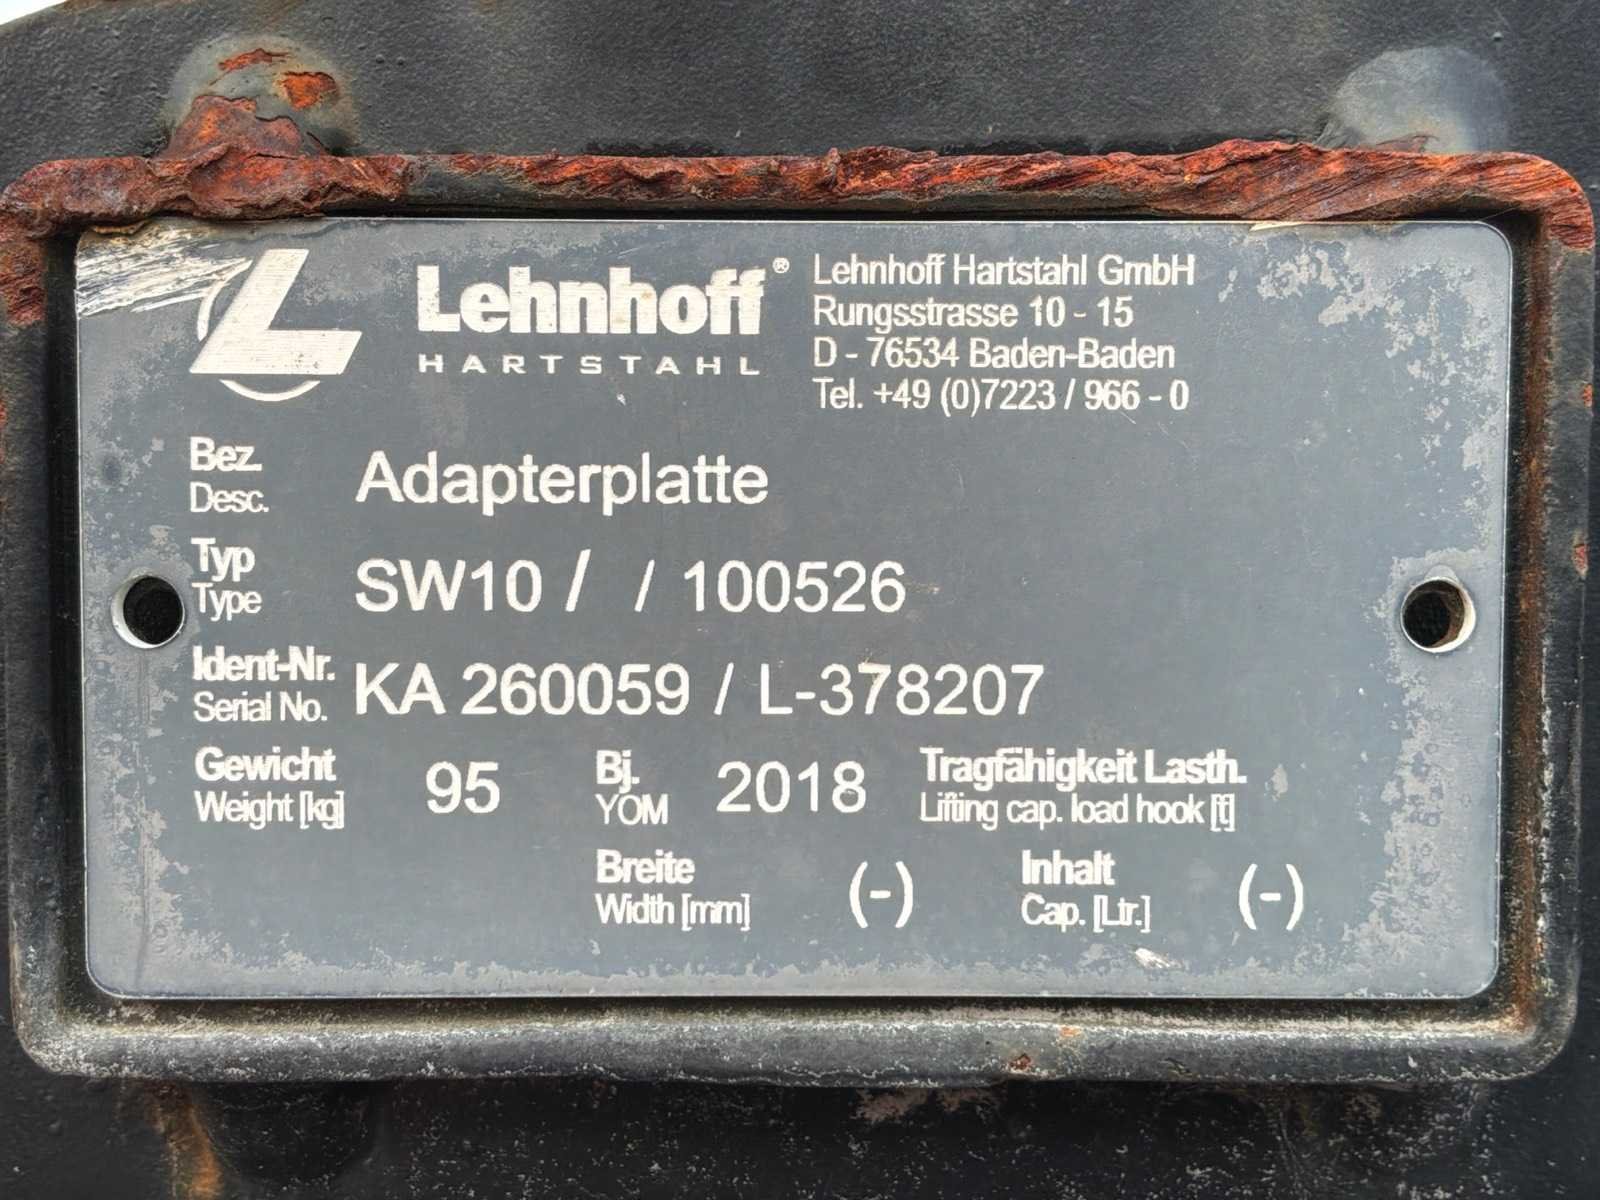 Lehnhoff®
HARTSTAHL
Lehnhoff Hartstahl GmbH
Rungsstrasse 10 - 15
D - 76534 Baden-Baden
Tel. +49 (0)7223 / 966 - 0
Bez. Adapterplatte
Desc.
Typ SW10 / / 100526
Type
Ident-Nr. KA 260059 / L-378207
Serial No.
Gewicht 95 Bj. 2018 Tragfähigkeit Lasth.
Weight [kg] YOM Lifting cap. load hook [t]
Breite (-) Inhalt (-)
Width [mm] Cap. [Ltr.]